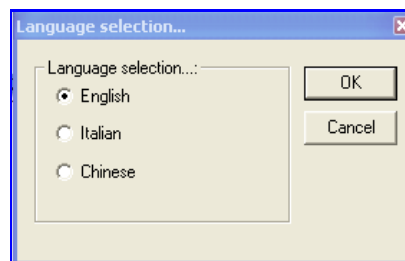 Language selection...
Language selection...:
English
Italian
Chinese
OK
Cancel